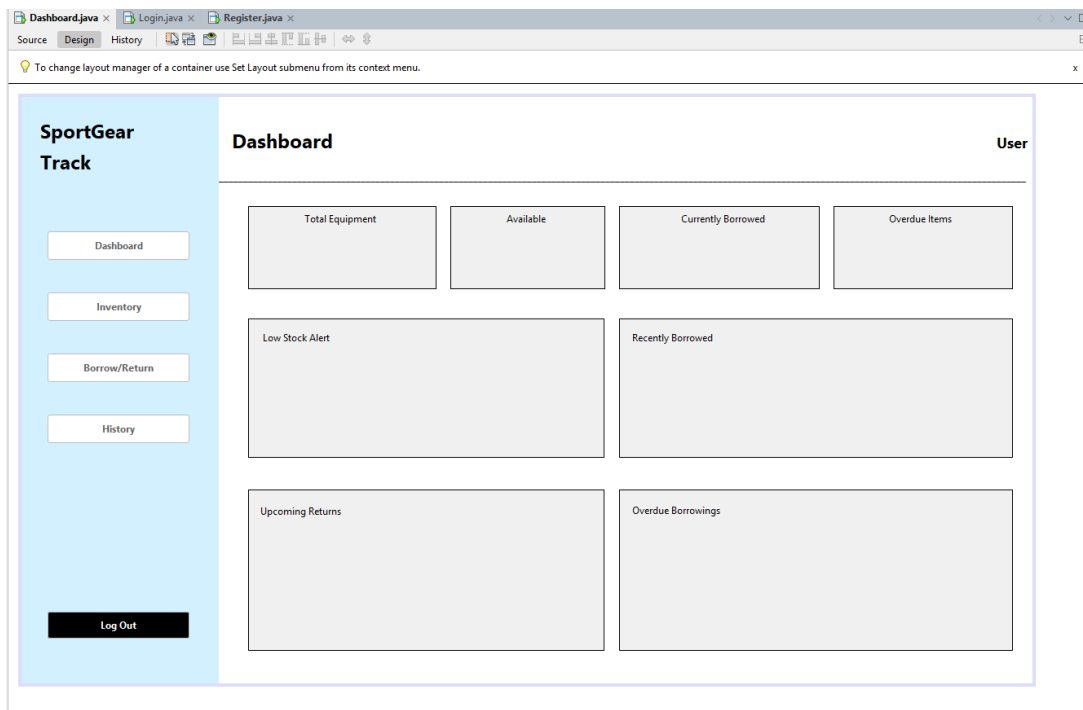 Dashboard.java × Login.java × Register.java ×
Source Design History
To change layout manager of a container use Set Layout submenu from its context menu. x
SportGear
Track
Dashboard
Inventory
Borrow/Return
History
Log Out
Dashboard
User
Total Equipment
Available
Currently Borrowed
Overdue Items
Low Stock Alert
Recently Borrowed
Upcoming Returns
Overdue Borrowings